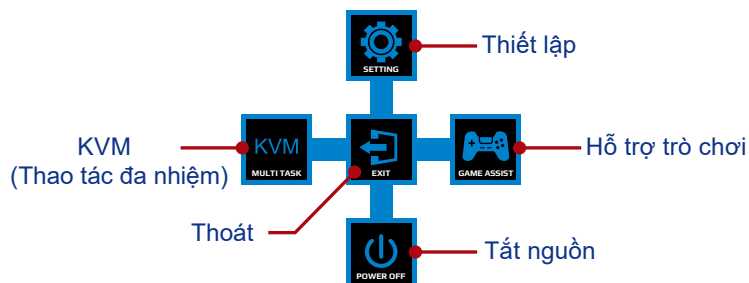 SETTING
Thiết lập
KVM
(Thao tác đa nhiệm)
KVM
MULTI TASK
EXIT
GAME ASSIST
Hỗ trợ trò chơi
Thoát
POWER OFF
Tắt nguồn